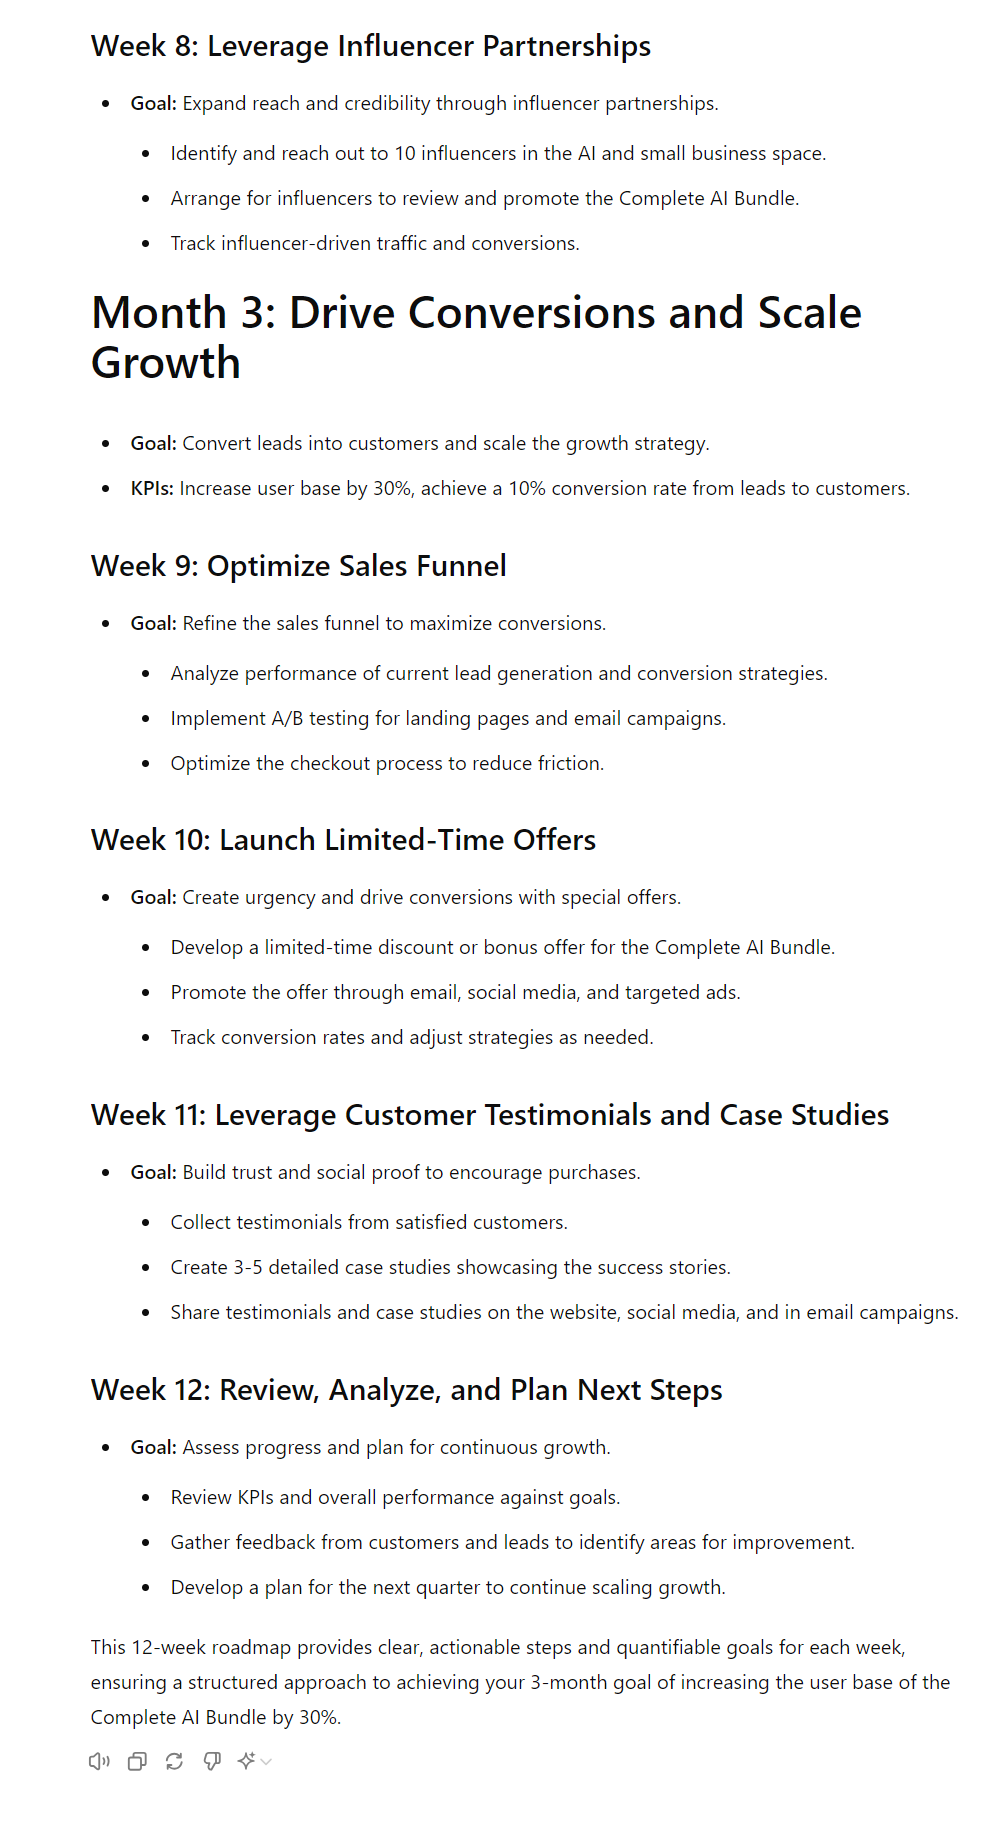 Week 8: Leverage Influencer Partnerships
Goal: Expand reach and credibility through influencer partnerships.
Identify and reach out to 10 influencers in the AI and small business space.
Arrange for influencers to review and promote the Complete AI Bundle.
Track influencer-driven traffic and conversions.
Month 3: Drive Conversions and Scale
Growth
Goal: Convert leads into customers and scale the growth strategy.
KPIs: Increase user base by 30%, achieve a 10% conversion rate from leads to customers.
Week 9: Optimize Sales Funnel
Goal: Refine the sales funnel to maximize conversions.
Analyze performance of current lead generation and conversion strategies.
Implement A/B testing for landing pages and email campaigns.
Optimize the checkout process to reduce friction.
Week 10: Launch Limited-Time Offers
Goal: Create urgency and drive conversions with special offers.
Develop a limited-time discount or bonus offer for the Complete AI Bundle.
Promote the offer through email, social media, and targeted ads.
Track conversion rates and adjust strategies as needed.
Week 11: Leverage Customer Testimonials and Case Studies
Goal: Build trust and social proof to encourage purchases.
Collect testimonials from satisfied customers.
Create 3-5 detailed case studies showcasing the success stories.
Share testimonials and case studies on the website, social media, and in email campaigns.
Week 12: Review, Analyze, and Plan Next Steps
Goal: Assess progress and plan for continuous growth.
Review KPIs and overall performance against goals.
Gather feedback from customers and leads to identify areas for improvement.
Develop a plan for the next quarter to continue scaling growth.
This 12-week roadmap provides clear, actionable steps and quantifiable goals for each week,
ensuring a structured approach to achieving your 3-month goal of increasing the user base of the
Complete AI Bundle by 30%.